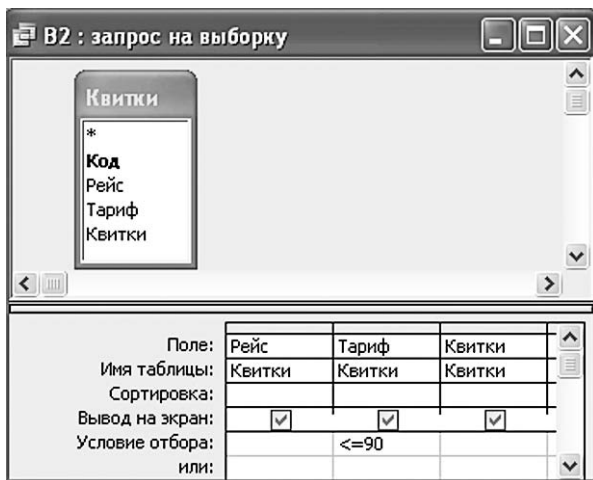 В2 : запрос на выборку
Квитки
*
Код
Рейс
Тариф
Квитки
Поле: Рейс Тариф Квитки
Имя таблицы: Квитки Квитки Квитки
Сортировка:
Вывод на экран:
Условие отбора: <=90
или: